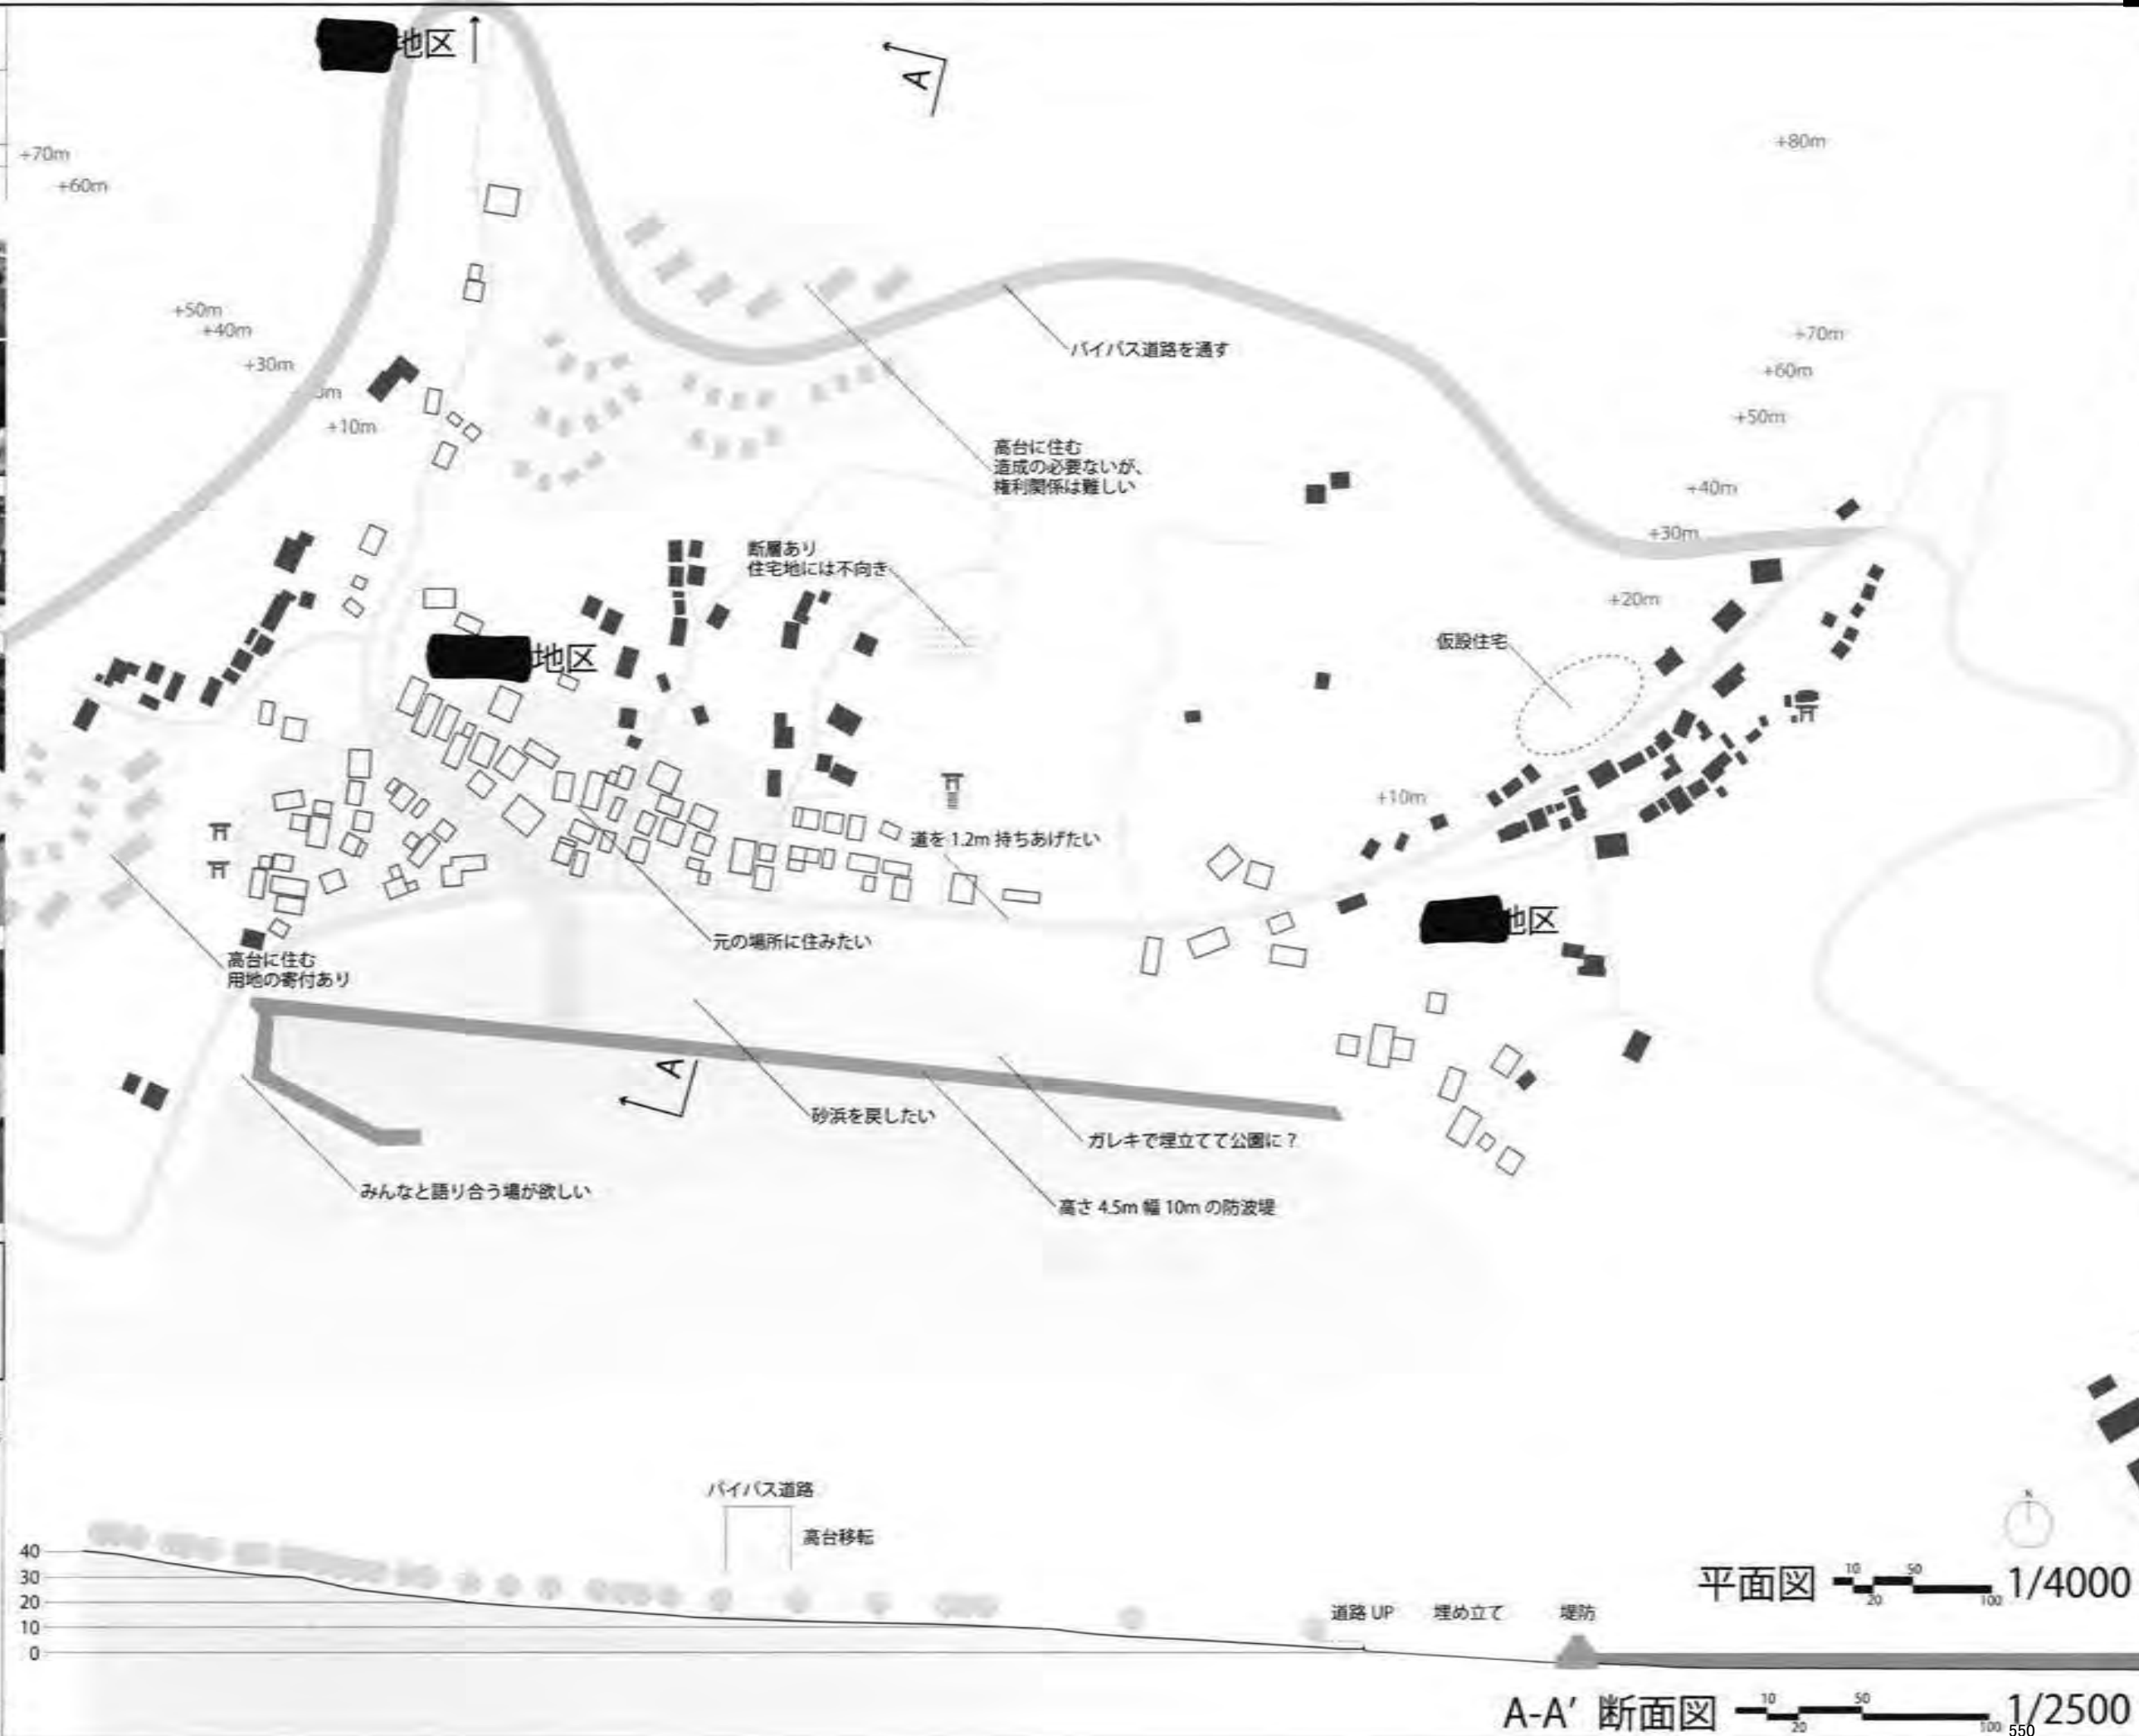 地区
A
+80m
+70m
+60m
+50m
+40m
+30m
+10m
+70m
+60m
+50m
+40m
+30m
+20m
+10m
バイパス道路を通す
高台に住む
造成の必要ないが、
権利関係は難しい
断層あり
住宅地には不向き
仮設住宅
地区
道を 1.2m 持ちあげたい
地区
元の場所に住みたい
高台に住む
用地の寄付あり
A
砂浜を戻したい
ガレキで埋立てて公園に？
みんなと語り合う場が欲しい
高さ 4.5m 幅 10m の防波堤
バイパス道路
高台移転
40
30
20
10
0
道路 UP 埋め立て 堤防
N
平面図 10 20 50 100 1/4000
A-A′ 断面図 10 20 50 100 1/2500
550